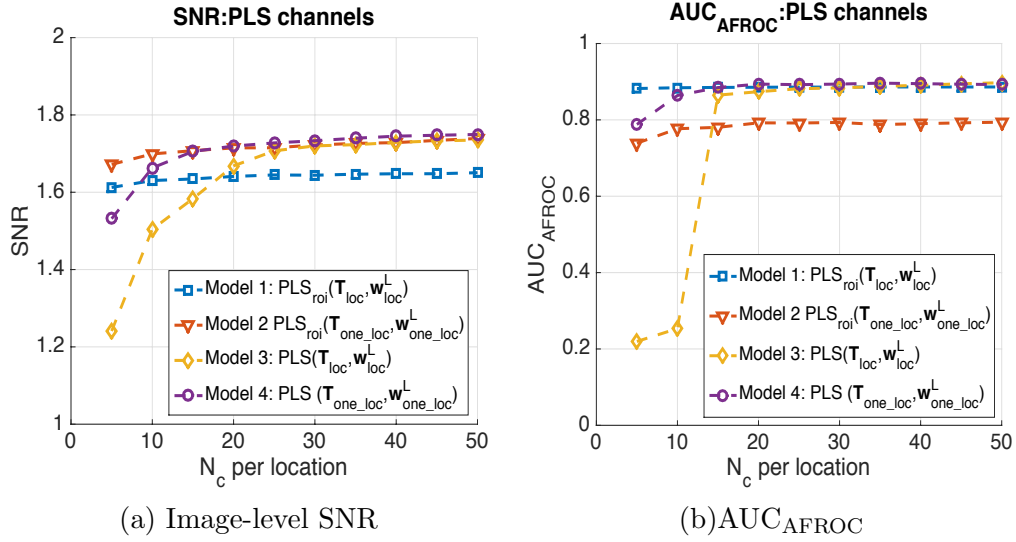 SNR:PLS channels
2
1.8
1.6
1.4
1.2
1
SNR
0 10 20 30 40 50
N_c per location
Model 1: PLS_roi(T_loc,w^L_loc)
Model 2 PLS_roi(T_one_loc,w^L_one_loc)
Model 3: PLS(T_loc,w^L_loc)
Model 4: PLS (T_one_loc,w^L_one_loc)
(a) Image-level SNR
AUC_AFROC:PLS channels
1
0.8
0.6
0.4
0.2
0
AUC_AFROC
0 10 20 30 40 50
N_c per location
Model 1: PLS_roi(T_loc,w^L_loc)
Model 2 PLS_roi(T_one_loc,w^L_one_loc)
Model 3: PLS(T_loc,w^L_loc)
Model 4: PLS (T_one_loc,w^L_one_loc)
(b)AUC_AFROC